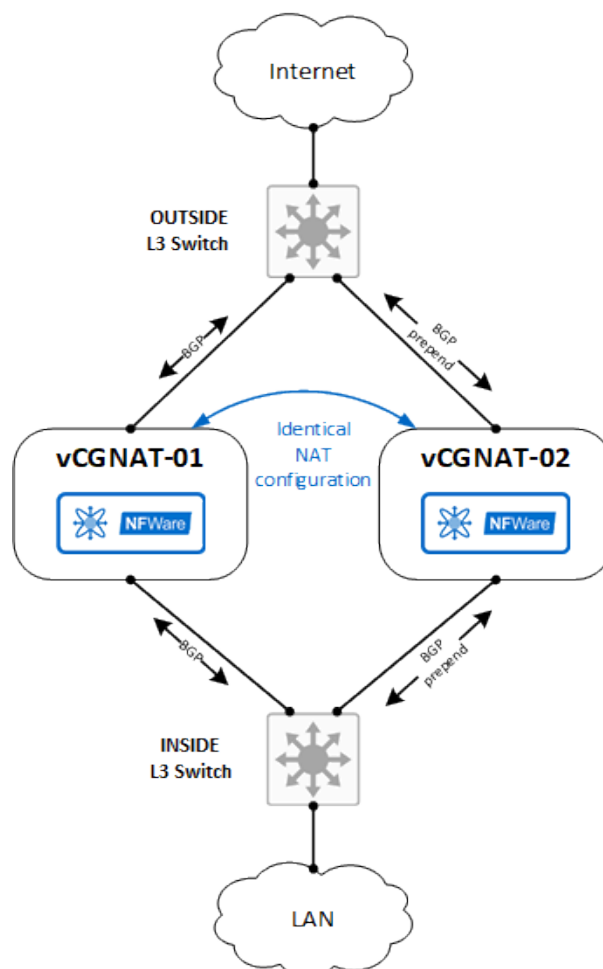 Internet
OUTSIDE
L3 Switch
BGP
BGP
prepend
Identical
NAT
configuration
vCGNAT-01
NFWare
vCGNAT-02
NFWare
BGP
BGP
prepend
INSIDE
L3 Switch
LAN